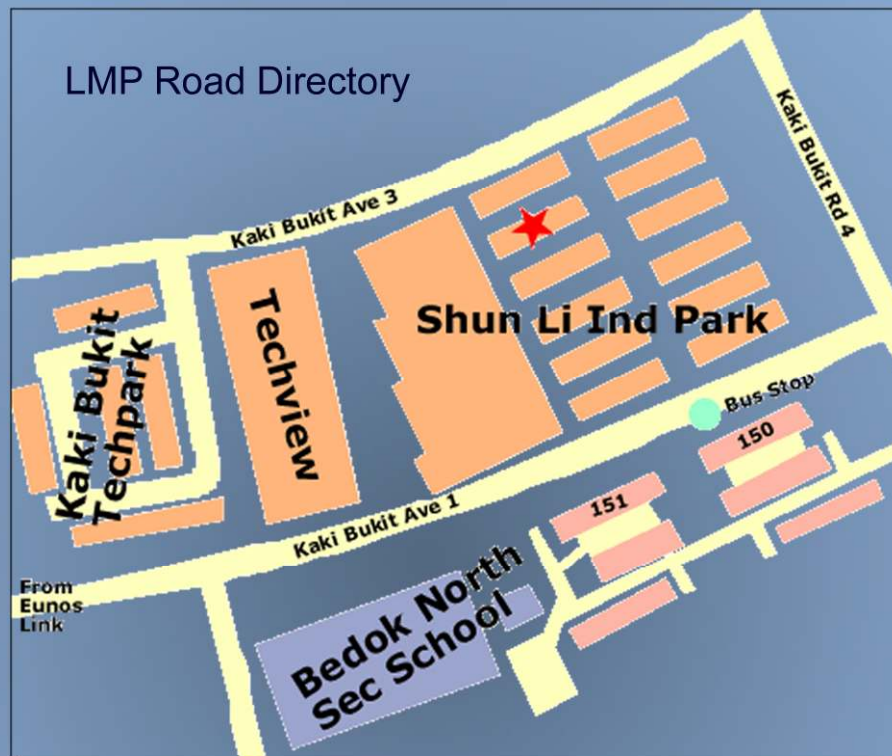 LMP Road Directory
Kaki Bukit Rd 4
Kaki Bukit Ave 3
Kaki Bukit
Techpark
Techview
Shun Li Ind Park
Bus Stop
150
151
Kaki Bukit Ave 1
From
Eunos
Link
Bedok North
Sec School